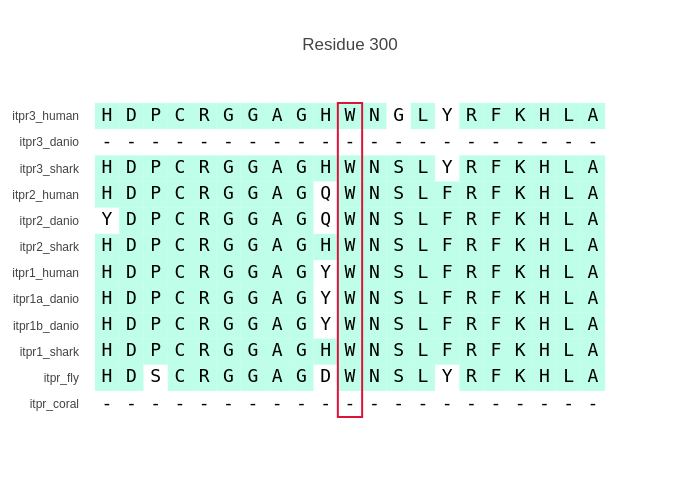 Residue 300
itpr3_human H D P C R G G A G H W N G L Y R F K H L A
itpr3_danio - - - - - - - - - - - - - - - - - - - - -
itpr3_shark H D P C R G G A G H W N S L Y R F K H L A
itpr2_human H D P C R G G A G Q W N S L F R F K H L A
itpr2_danio Y D P C R G G A G Q W N S L F R F K H L A
itpr2_shark H D P C R G G A G H W N S L F R F K H L A
itpr1_human H D P C R G G A G Y W N S L F R F K H L A
itpr1a_danio H D P C R G G A G Y W N S L F R F K H L A
itpr1b_danio H D P C R G G A G Y W N S L F R F K H L A
itpr1_shark H D P C R G G A G H W N S L F R F K H L A
itpr_fly H D S C R G G A G D W N S L Y R F K H L A
itpr_coral - - - - - - - - - - - - - - - - - - - - -